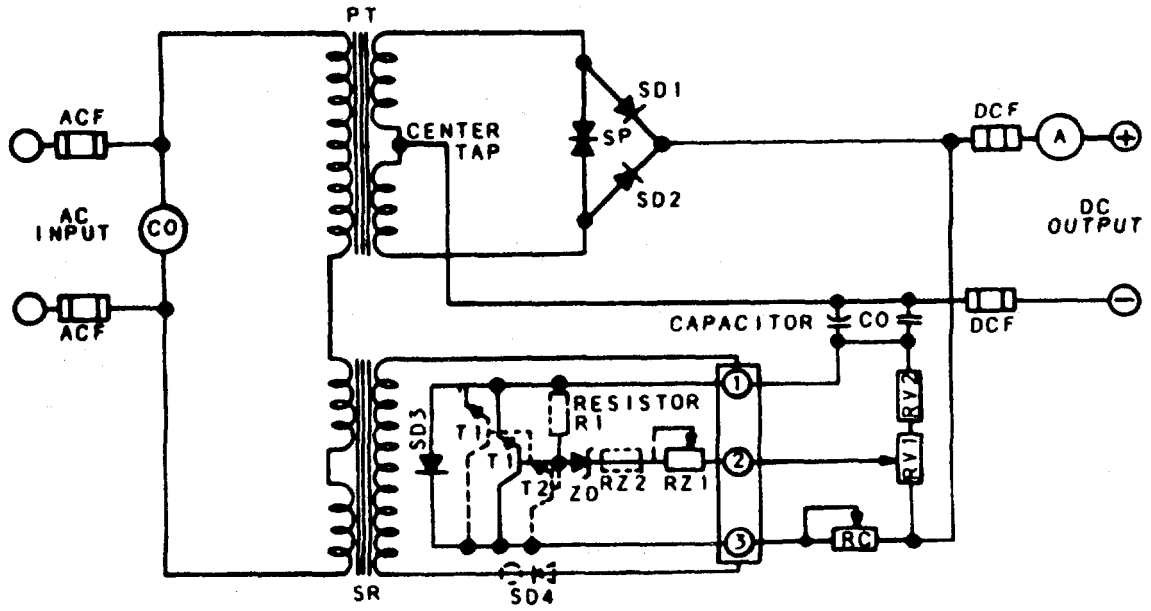 PT
ACF
CENTER
TAP
SD1
SP
SD2
DCF
A
+
AC
INPUT
CO
DC
OUTPUT
ACF
CAPACITOR
CO
DCF
−
1
RESISTOR
R1
RV2
SD3
T1
T1
T2
ZD
RZ2
RZ1
2
RV1
3
RC
SD4
SR